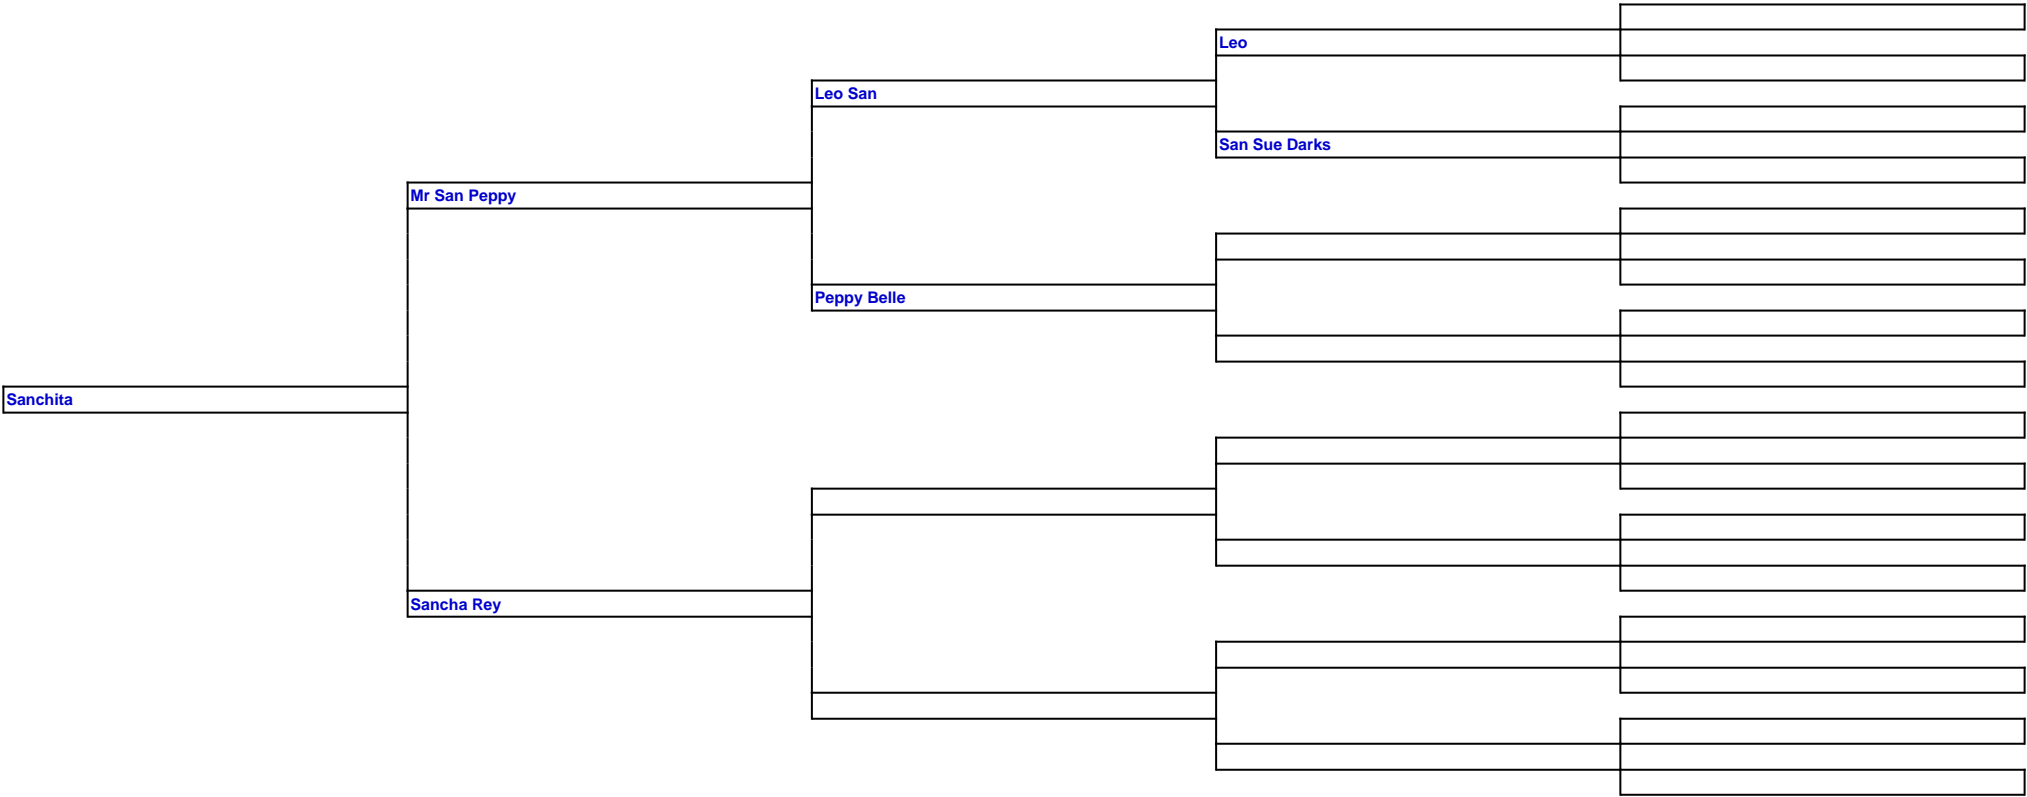 Leo
Leo San
San Sue Darks
Mr San Peppy
Peppy Belle
Sanchita
Sancha Rey